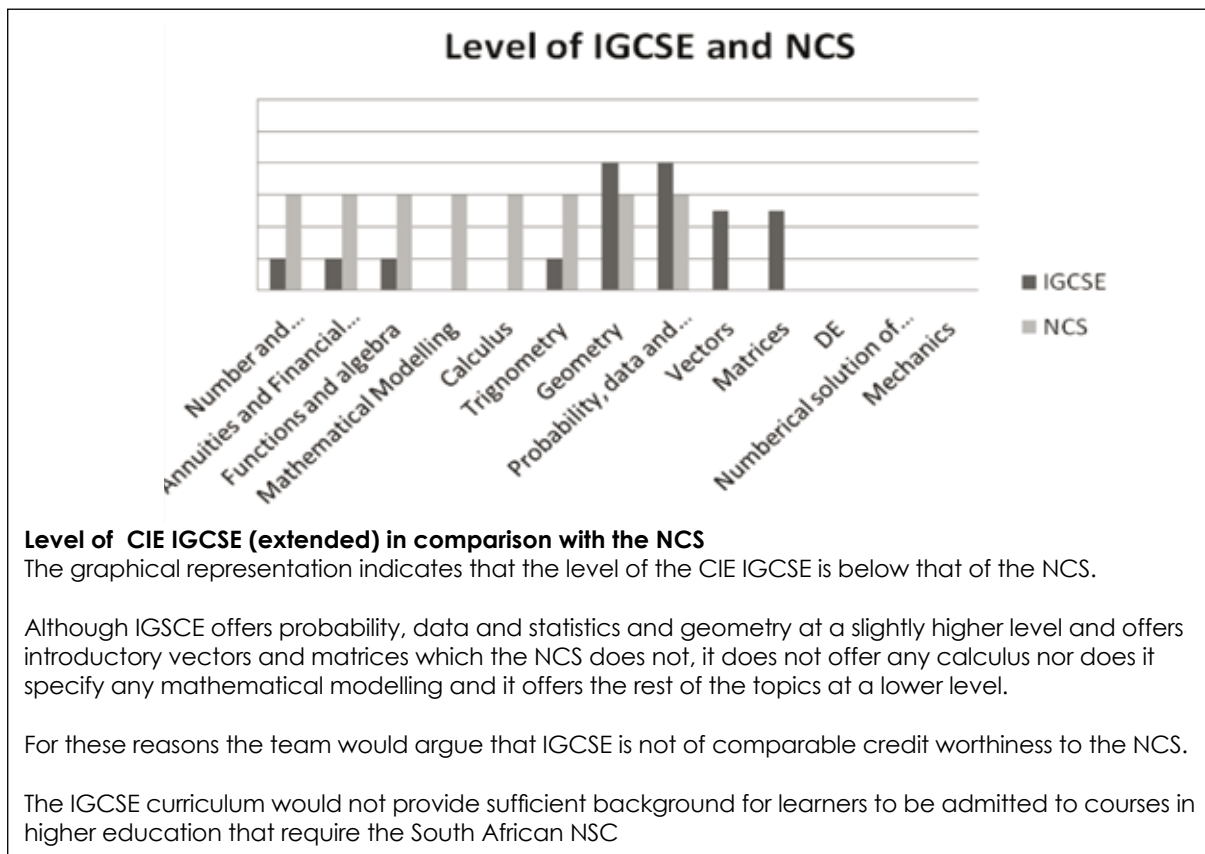 Level of IGCSE and NCS
IGCSE
NCS
Number and...
Annuities and Financial...
Functions and algebra
Mathematical Modelling
Calculus
Trignometry
Geometry
Probability, data and...
Vectors
Matrices
DE
Numberical solution of...
Mechanics
Level of CIE IGCSE (extended) in comparison with the NCS
The graphical representation indicates that the level of the CIE IGCSE is below that of the NCS.
Although IGSCE offers probability, data and statistics and geometry at a slightly higher level and offers
introductory vectors and matrices which the NCS does not, it does not offer any calculus nor does it
specify any mathematical modelling and it offers the rest of the topics at a lower level.
For these reasons the team would argue that IGCSE is not of comparable credit worthiness to the NCS.
The IGCSE curriculum would not provide sufficient background for learners to be admitted to courses in
higher education that require the South African NSC